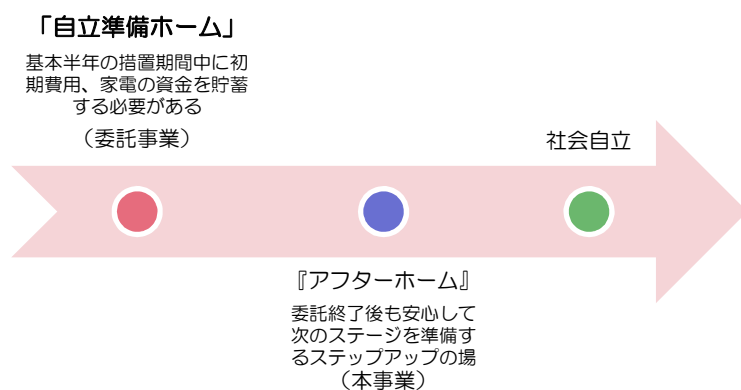 「自立準備ホーム」
基本半年の措置期間中に初
期費用、家電の資金を貯蓄
する必要がある
（委託事業）
社会自立
『アフターホーム』
委託終了後も安心して
次のステージを準備す
るステップアップの場
（本事業）